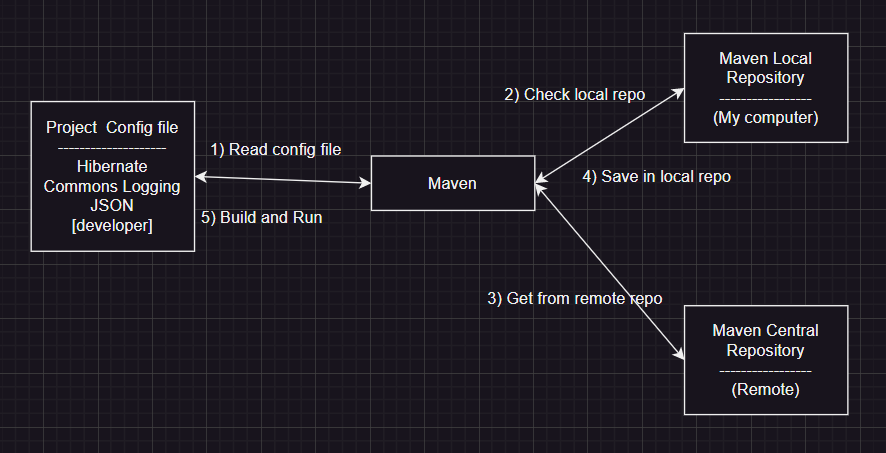 Project  Config file
--------------------
Hibernate
Commons Logging
JSON
[developer]
1) Read config file
5) Build and Run
Maven
2) Check local repo
4) Save in local repo
3) Get from remote repo
Maven Local
Repository
-----------------
(My computer)
Maven Central
Repository
-----------------
(Remote)